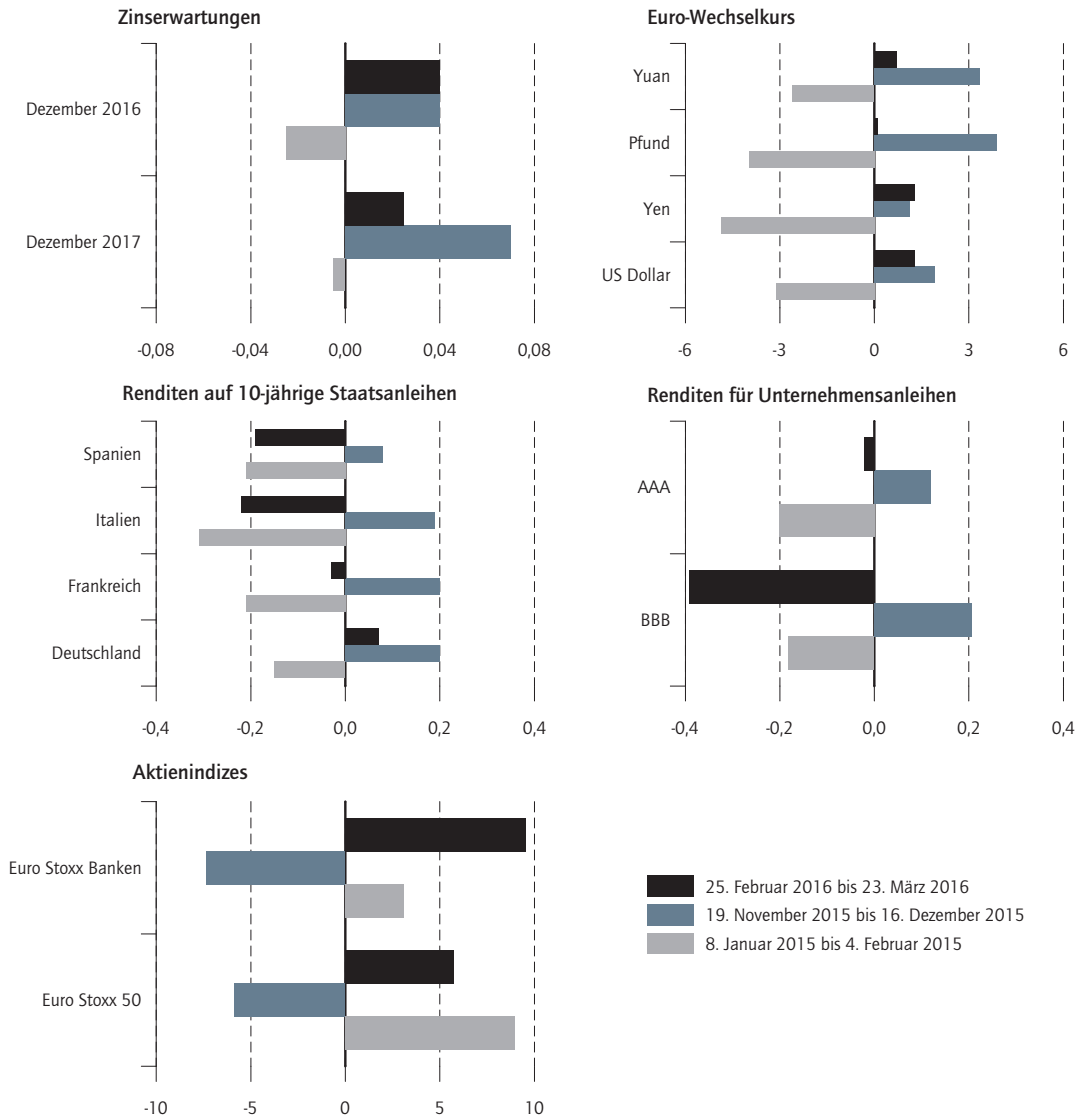 Zinserwartungen
Dezember 2016
Dezember 2017
-0,08 -0,04 0,00 0,04 0,08
Euro-Wechselkurs
Yuan
Pfund
Yen
US Dollar
-6 -3 0 3 6
Renditen auf 10-jährige Staatsanleihen
Spanien
Italien
Frankreich
Deutschland
-0,4 -0,2 0,0 0,2 0,4
Renditen für Unternehmensanleihen
AAA
BBB
-0,4 -0,2 0,0 0,2 0,4
Aktienindizes
Euro Stoxx Banken
Euro Stoxx 50
-10 -5 0 5 10
25. Februar 2016 bis 23. März 2016
19. November 2015 bis 16. Dezember 2015
8. Januar 2015 bis 4. Februar 2015